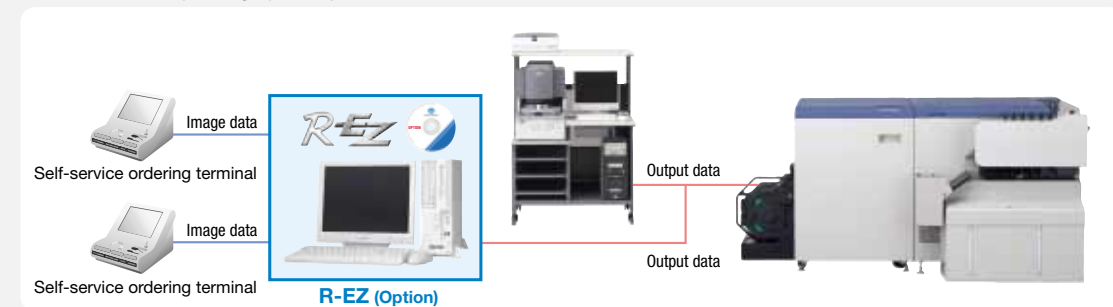 Image data
Self-service ordering terminal
Image data
Self-service ordering terminal
R-EZ
OPTION
R-EZ (Option)
Output data
Output data